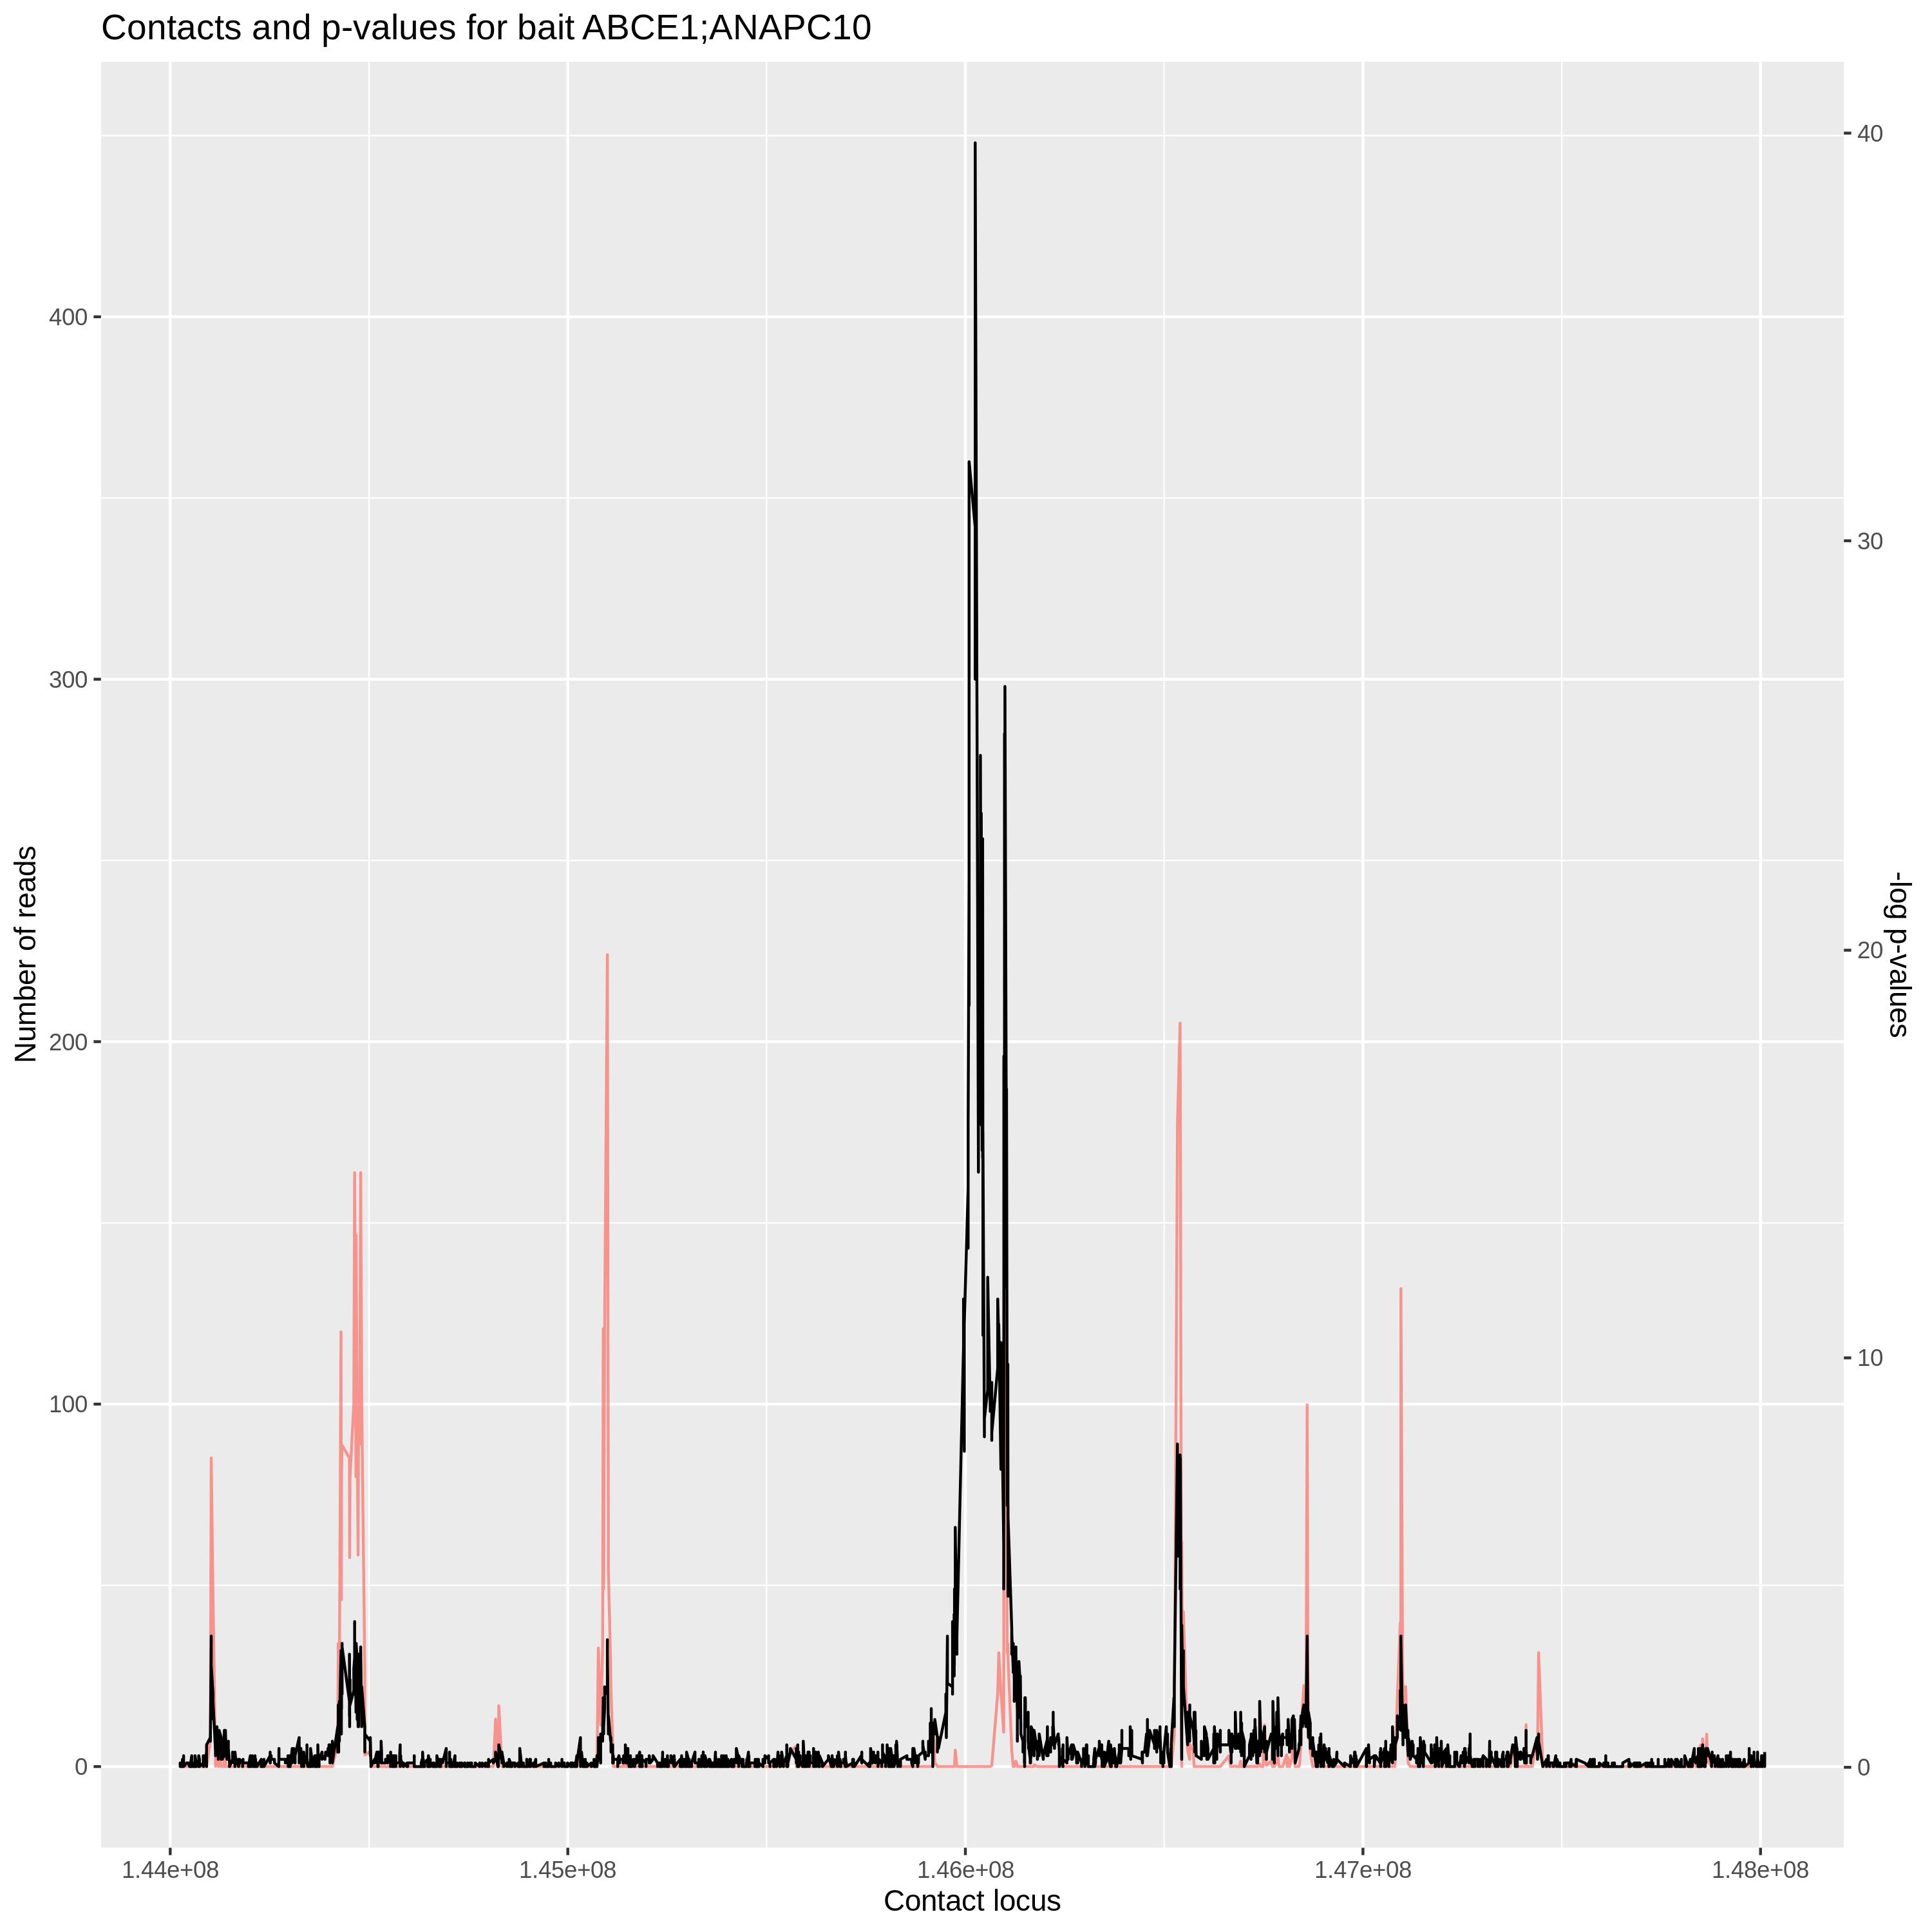 Contacts and p-values for bait ABCE1;ANAPC10
Number of reads
400
300
200
100
0
40
30
20
10
0
-log p-values
1.44e+08 1.45e+08 1.46e+08 1.47e+08 1.48e+08
Contact locus